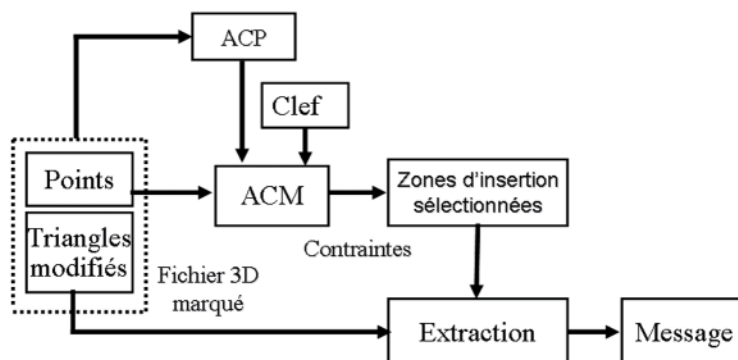 ACP
Clef
Points
ACM
Zones d'insertion
sélectionnées
Triangles
modifiés
Contraintes
Fichier 3D
marqué
Extraction
Message